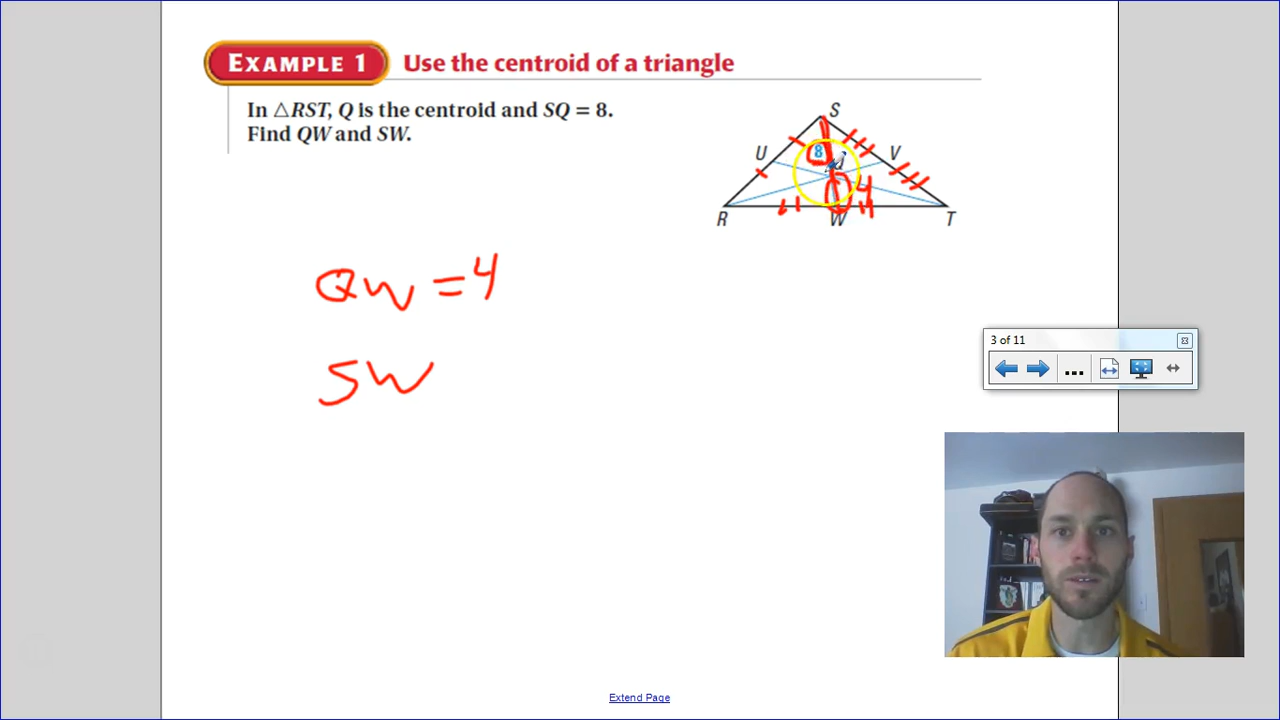 EXAMPLE 1 Use the centroid of a triangle
In △RST, Q is the centroid and SQ = 8.
Find QW and SW.
S
U
V
8
4
R
W
T
QW = 4
SW
3 of 11
...
Extend Page